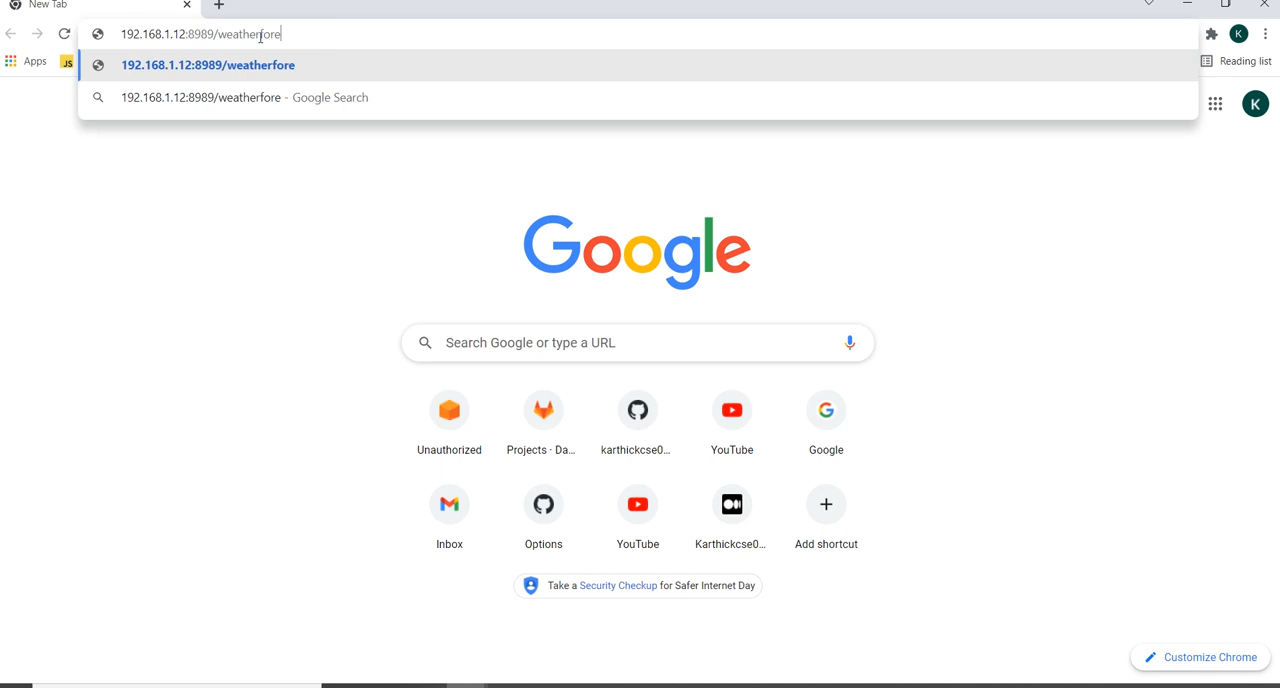 New Tab
192.168.1.12:8989/weatherfore
Apps JS
192.168.1.12:8989/weatherfore
K
Reading list
192.168.1.12:8989/weatherfore - Google Search
K
Google
Search Google or type a URL
Unauthorized Projects · Da... karthickcse0... YouTube Google
Inbox Options YouTube Karthickcse0... Add shortcut
Take a Security Checkup for Safer Internet Day
Customize Chrome